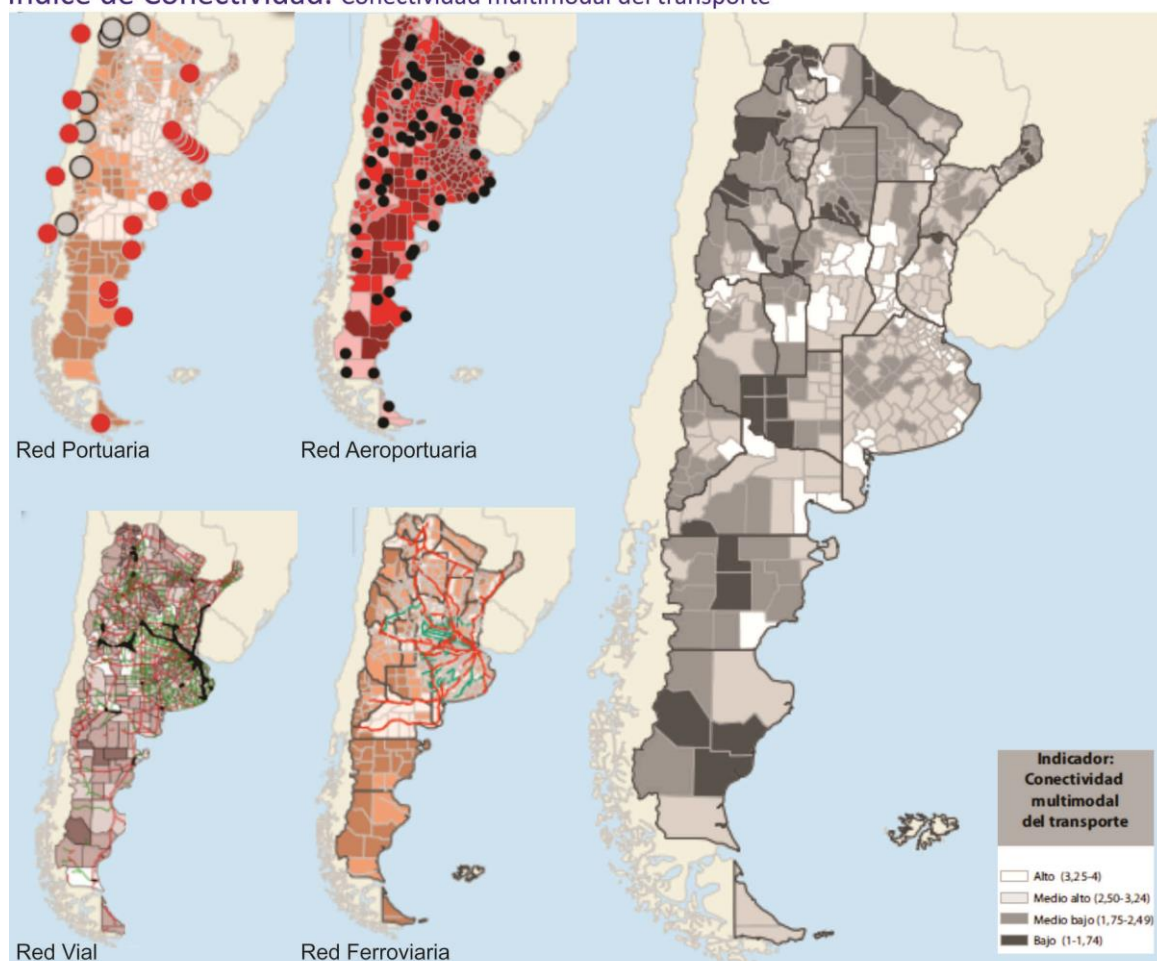 Índice de Conectividad: Conectividad multimodal del transporte
Red Portuaria
Red Aeroportuaria
Red Vial
Red Ferroviaria
Indicador:
Conectividad
multimodal
del transporte
Alto (3,25-4)
Medio alto (2,50-3,24)
Medio bajo (1,75-2,49)
Bajo (1-1,74)